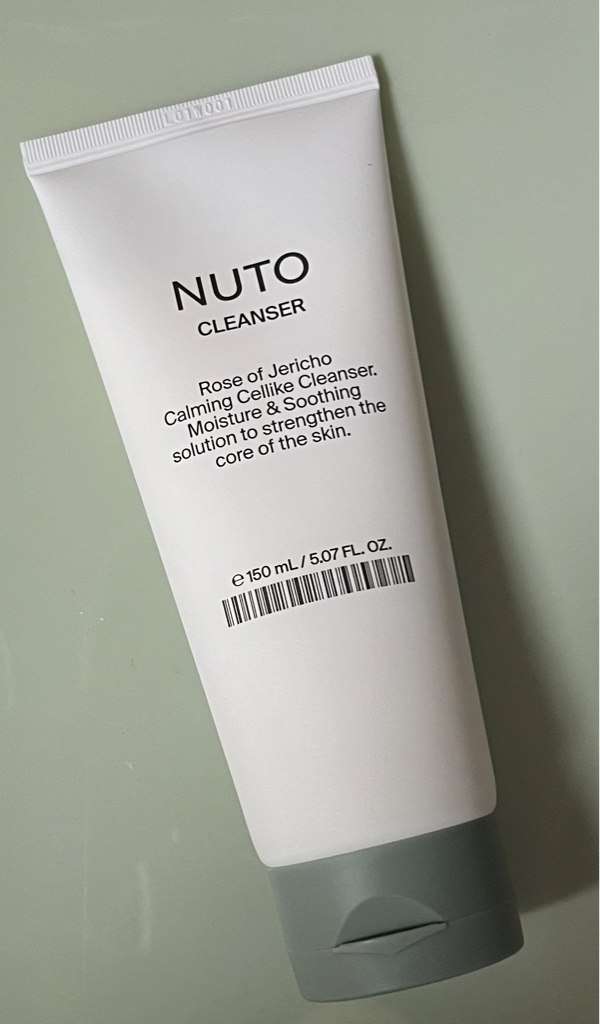 LOTW001
NUTO
CLEANSER
Rose of Jericho
Calming Cellike Cleanser.
Moisture & Soothing
solution to strengthen the
core of the skin.
℮ 150 mL / 5.07 FL. OZ.